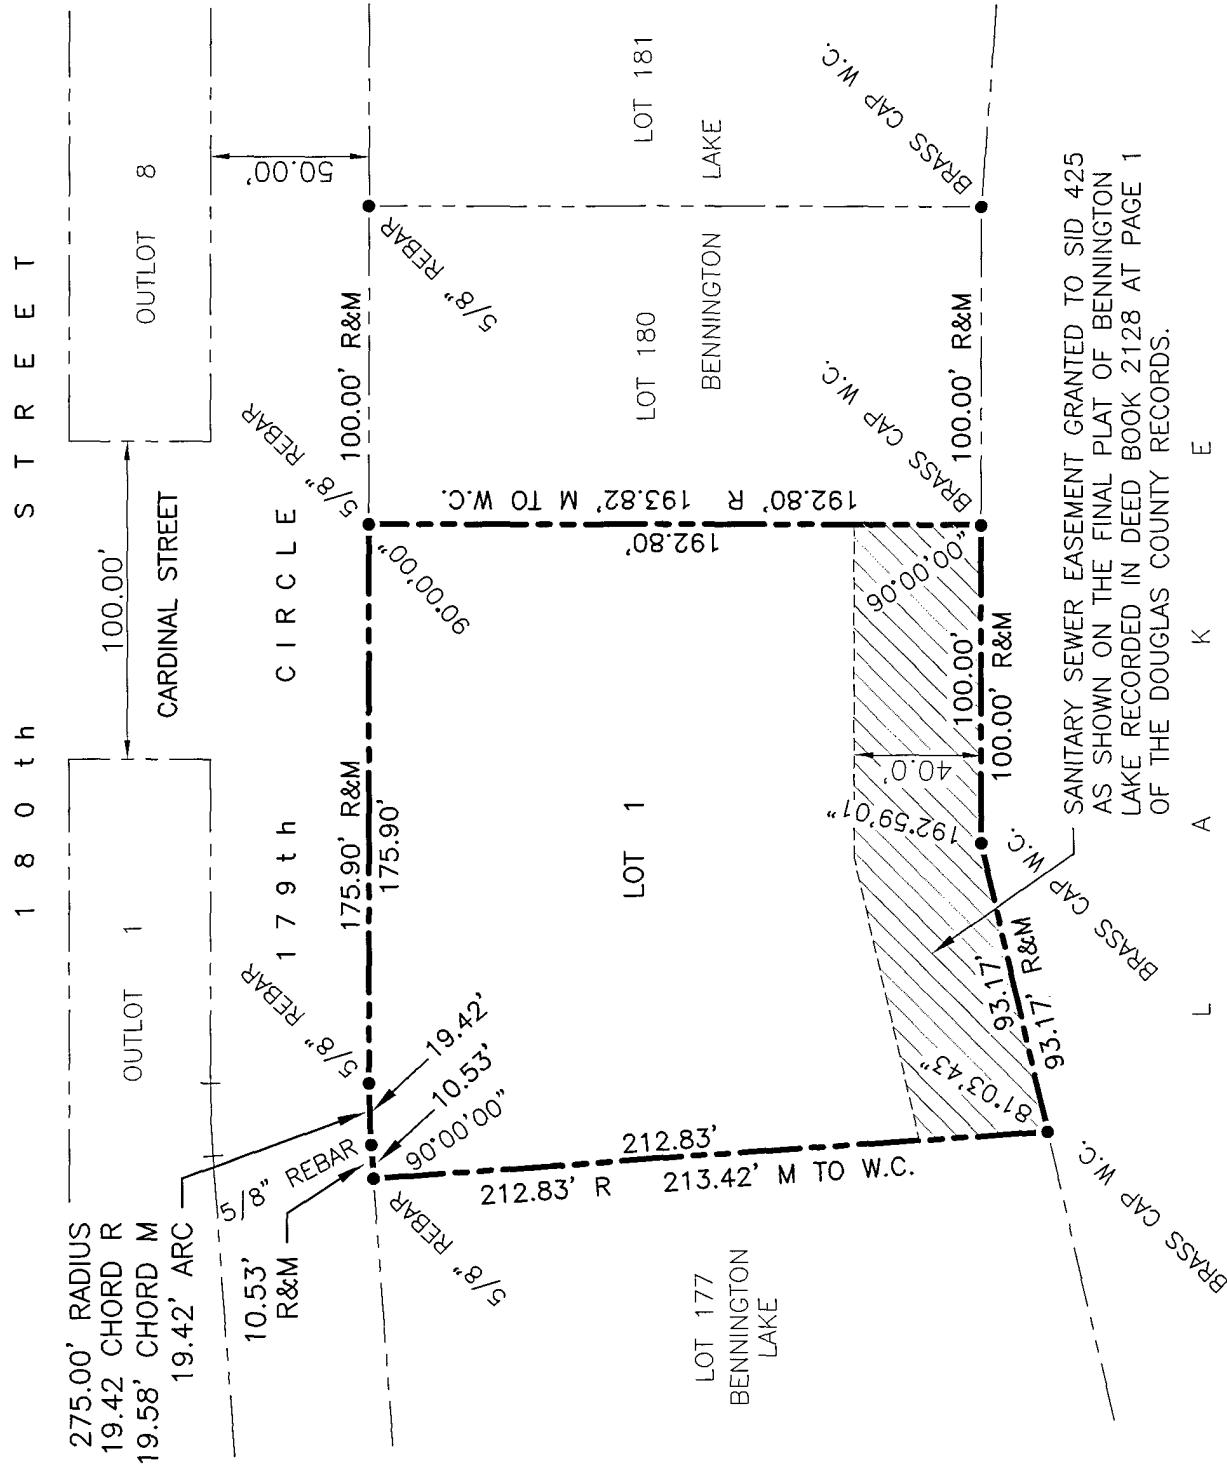 180th STREET
OUTLOT 1
100.00'
CARDINAL STREET
OUTLOT 8
50.00'
179th CIRCLE
275.00' RADIUS
19.42 CHORD R
19.58' CHORD M
19.42' ARC
10.53'
R&M
5/8" REBAR
5/8" REBAR
5/8" REBAR
19.42'
10.53'
90°00'00"
175.90' R&M
175.90'
5/8" REBAR
90°00'00"
100.00' R&M
5/8" REBAR
LOT 181
LAKE
LOT 180
BENNINGTON
192.80' R 193.82' M TO W.C.
192.80'
LOT 1
212.83'
212.83' R 213.42' M TO W.C.
LOT 177
BENNINGTON
LAKE
81°03'43"
93.17'
93.17' R&M
192°59'01"
40.0'
90°00'00"
100.00'
100.00' R&M
100.00' R&M
BRASS CAP W.C.
BRASS CAP W.C.
BRASS CAP W.C.
BRASS CAP W.C.
SANITARY SEWER EASEMENT GRANTED TO SID 425
AS SHOWN ON THE FINAL PLAT OF BENNINGTON
LAKE RECORDED IN DEED BOOK 2128 AT PAGE 1
OF THE DOUGLAS COUNTY RECORDS.
LAKE